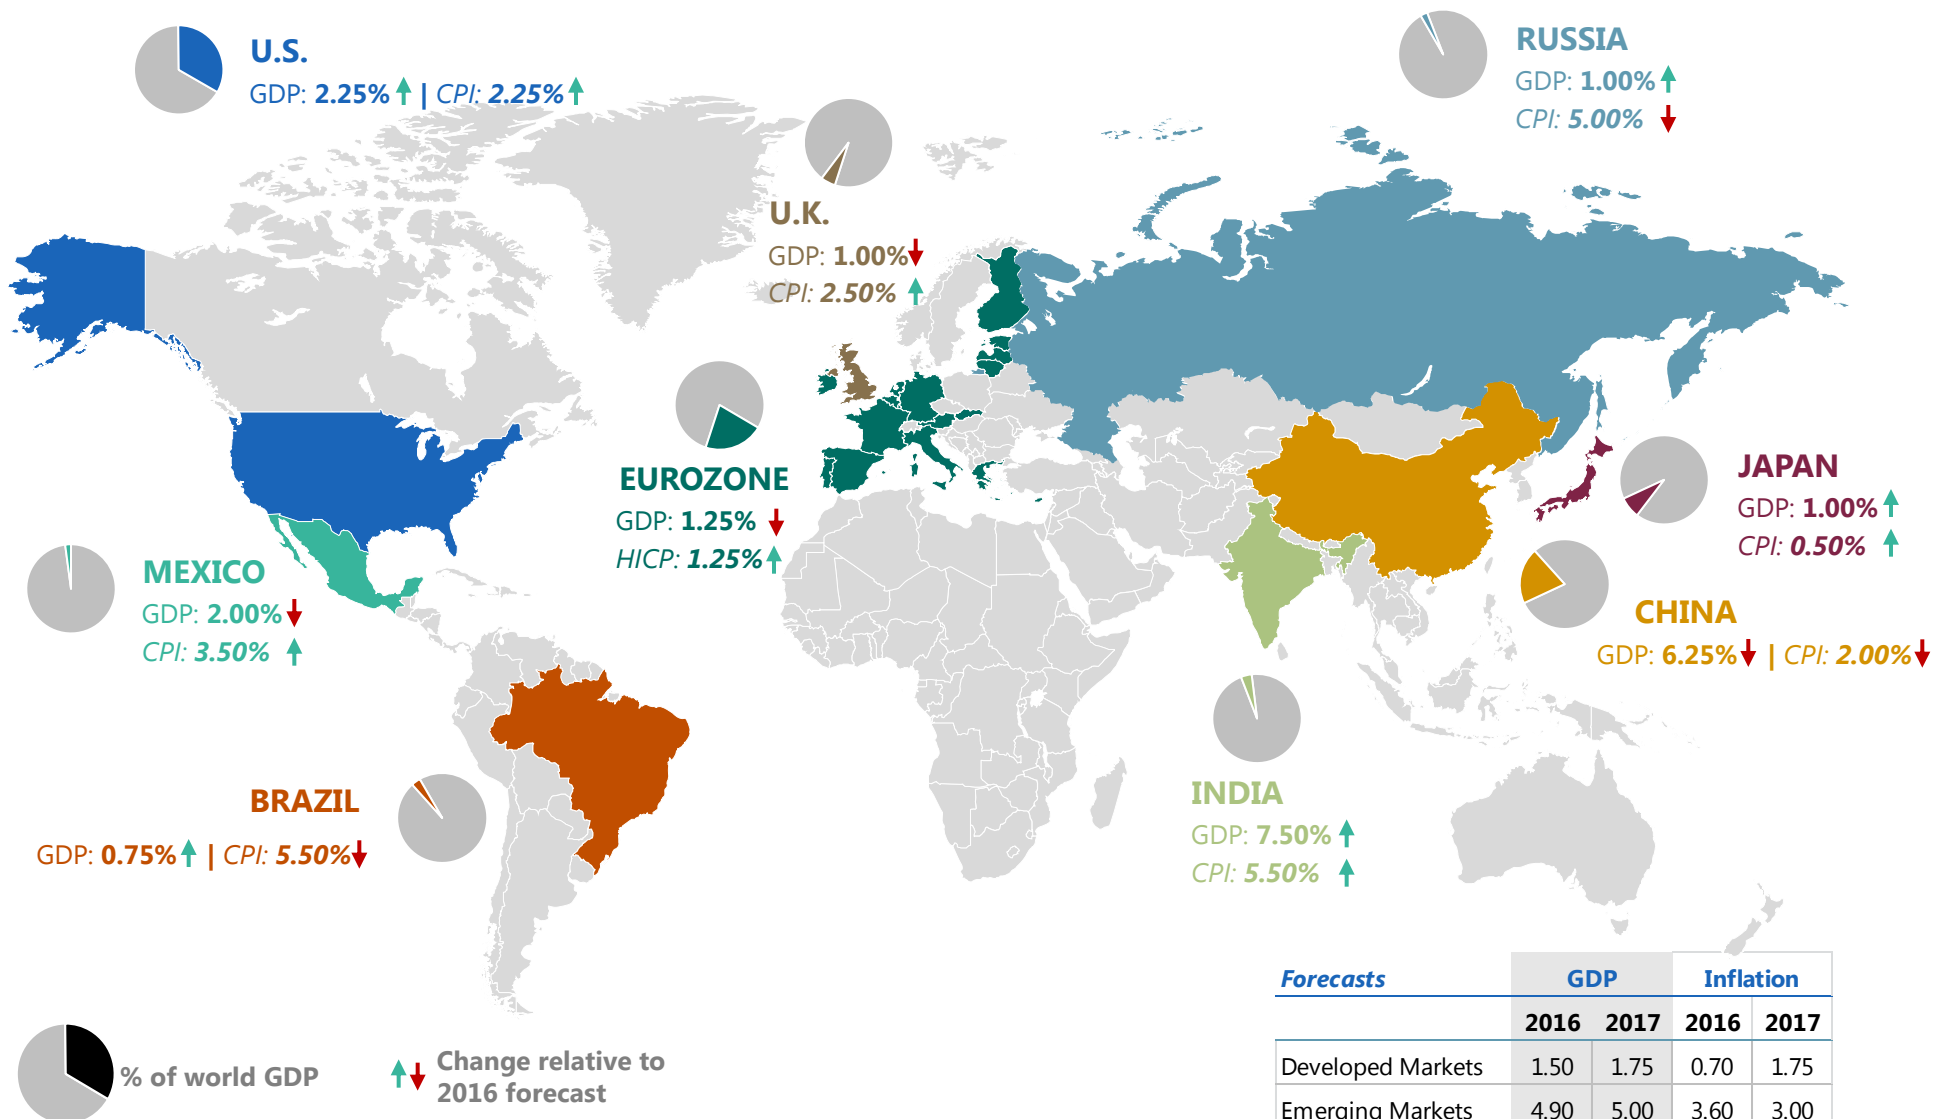 U.S.
GDP: 2.25% | CPI: 2.25%
RUSSIA
GDP: 1.00%
CPI: 5.00%
U.K.
GDP: 1.00%
CPI: 2.50%
EUROZONE
GDP: 1.25%
HICP: 1.25%
JAPAN
GDP: 1.00%
CPI: 0.50%
MEXICO
GDP: 2.00%
CPI: 3.50%
CHINA
GDP: 6.25% | CPI: 2.00%
BRAZIL
GDP: 0.75% | CPI: 5.50%
INDIA
GDP: 7.50%
CPI: 5.50%
Forecasts GDP Inflation
2016 2017 2016 2017
Developed Markets 1.50 1.75 0.70 1.75
Emerging Markets 4.90 5.00 3.60 3.00
% of world GDP
Change relative to
2016 forecast